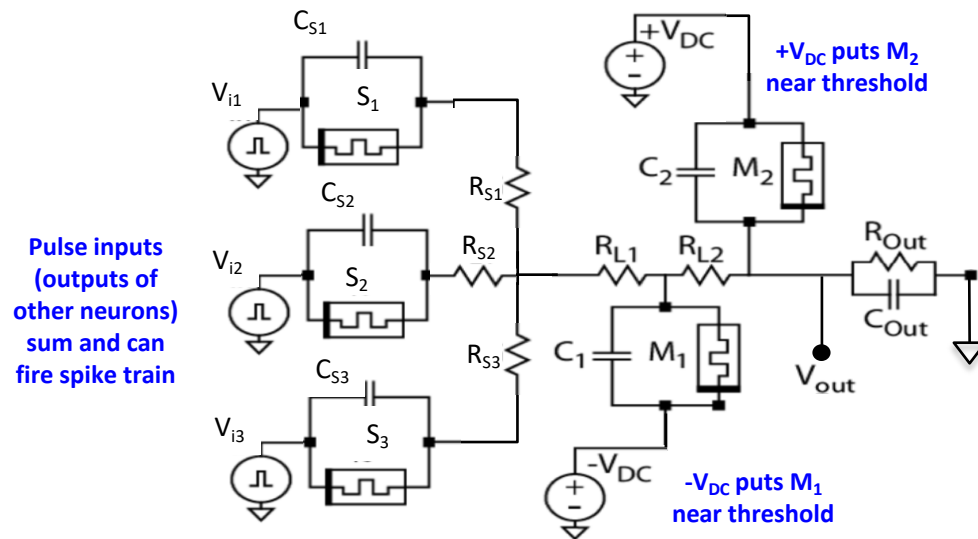 C_S1
V_i1
S_1
R_S1
C_S2
V_i2
S_2
R_S2
C_S3
V_i3
S_3
R_S3
Pulse inputs
(outputs of
other neurons)
sum and can
fire spike train
+V_DC
+
-
+V_DC puts M_2
near threshold
C_2
M_2
R_L1
R_L2
R_Out
C_Out
C_1
M_1
V_out
-V_DC
+
-
-V_DC puts M_1
near threshold